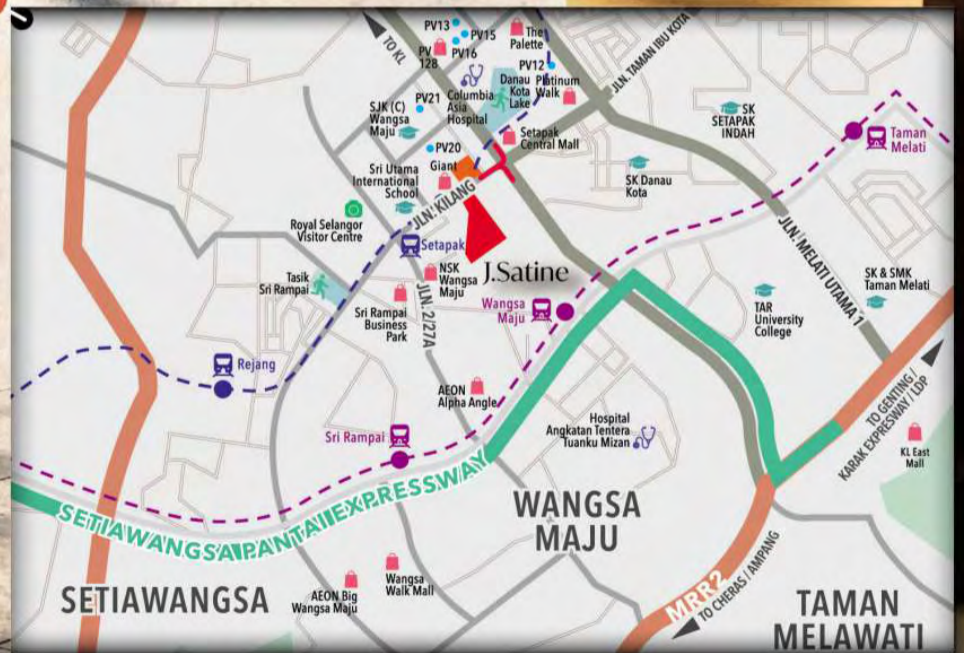 TO KL
PV13
PV15
PV16
PV
128
The
Palette
PV12
Platinum
Walk
JLN. TAMAN IBU KOTA
Danau
Kota
Lake
Columbia
Asia
Hospital
PV21
SJK (C)
Wangsa
Maju
SK
SETAPAK
INDAH
Setapak
Central Mall
Taman
Melati
PV20
Giant
Sri Utama
International
School
SK Danau
Kota
JLN. KILANG
Royal Selangor
Visitor Centre
Setapak
JLN. MELATI UTAMA 1
NSK
Wangsa
Maju
J.Satine
Tasik
Sri Rampai
SK & SMK
Taman Melati
Sri Rampai
Business
Park
JLN. 2/27A
Wangsa
Maju
TAR
University
College
Rejang
AEON
Alpha Angle
TO GENTING /
KARAK EXPRESWAY / LDP
Hospital
Angkatan Tentera
Tuanku Mizan
Sri Rampai
KL East
Mall
SETIAWANGSA PANTAI EXPRESSWAY
WANGSA
MAJU
Wangsa
Walk Mall
AEON Big
Wangsa Maju
SETIAWANGSA
MRR2
TO CHERAS / AMPANG
TAMAN
MELAWATI